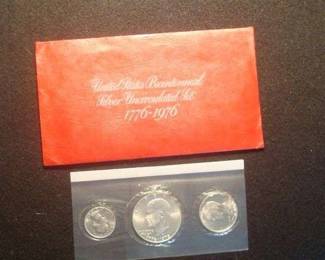 United States Bicentennial
Silver Uncirculated Set
1776-1976